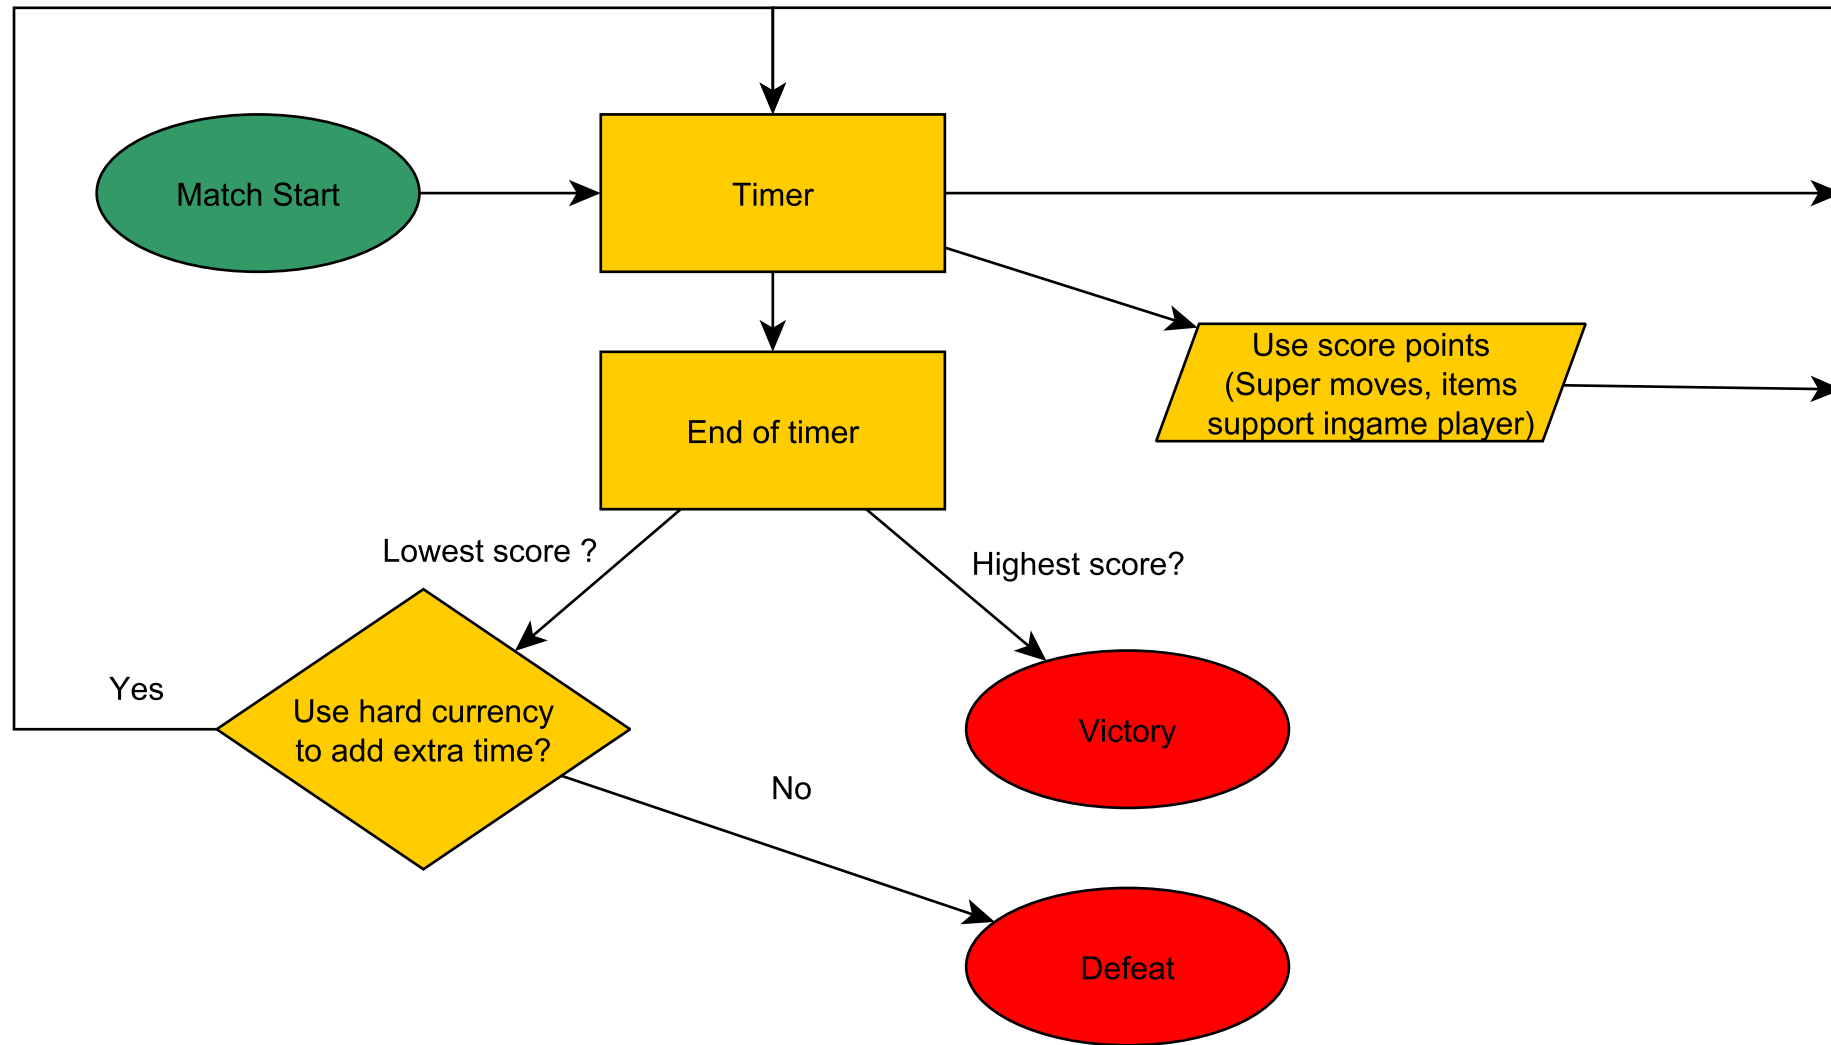 Match Start
Timer
Use score points
(Super moves, items
support ingame player)
End of timer
Lowest score ?
Highest score?
Yes
Use hard currency
to add extra time?
Victory
No
Defeat